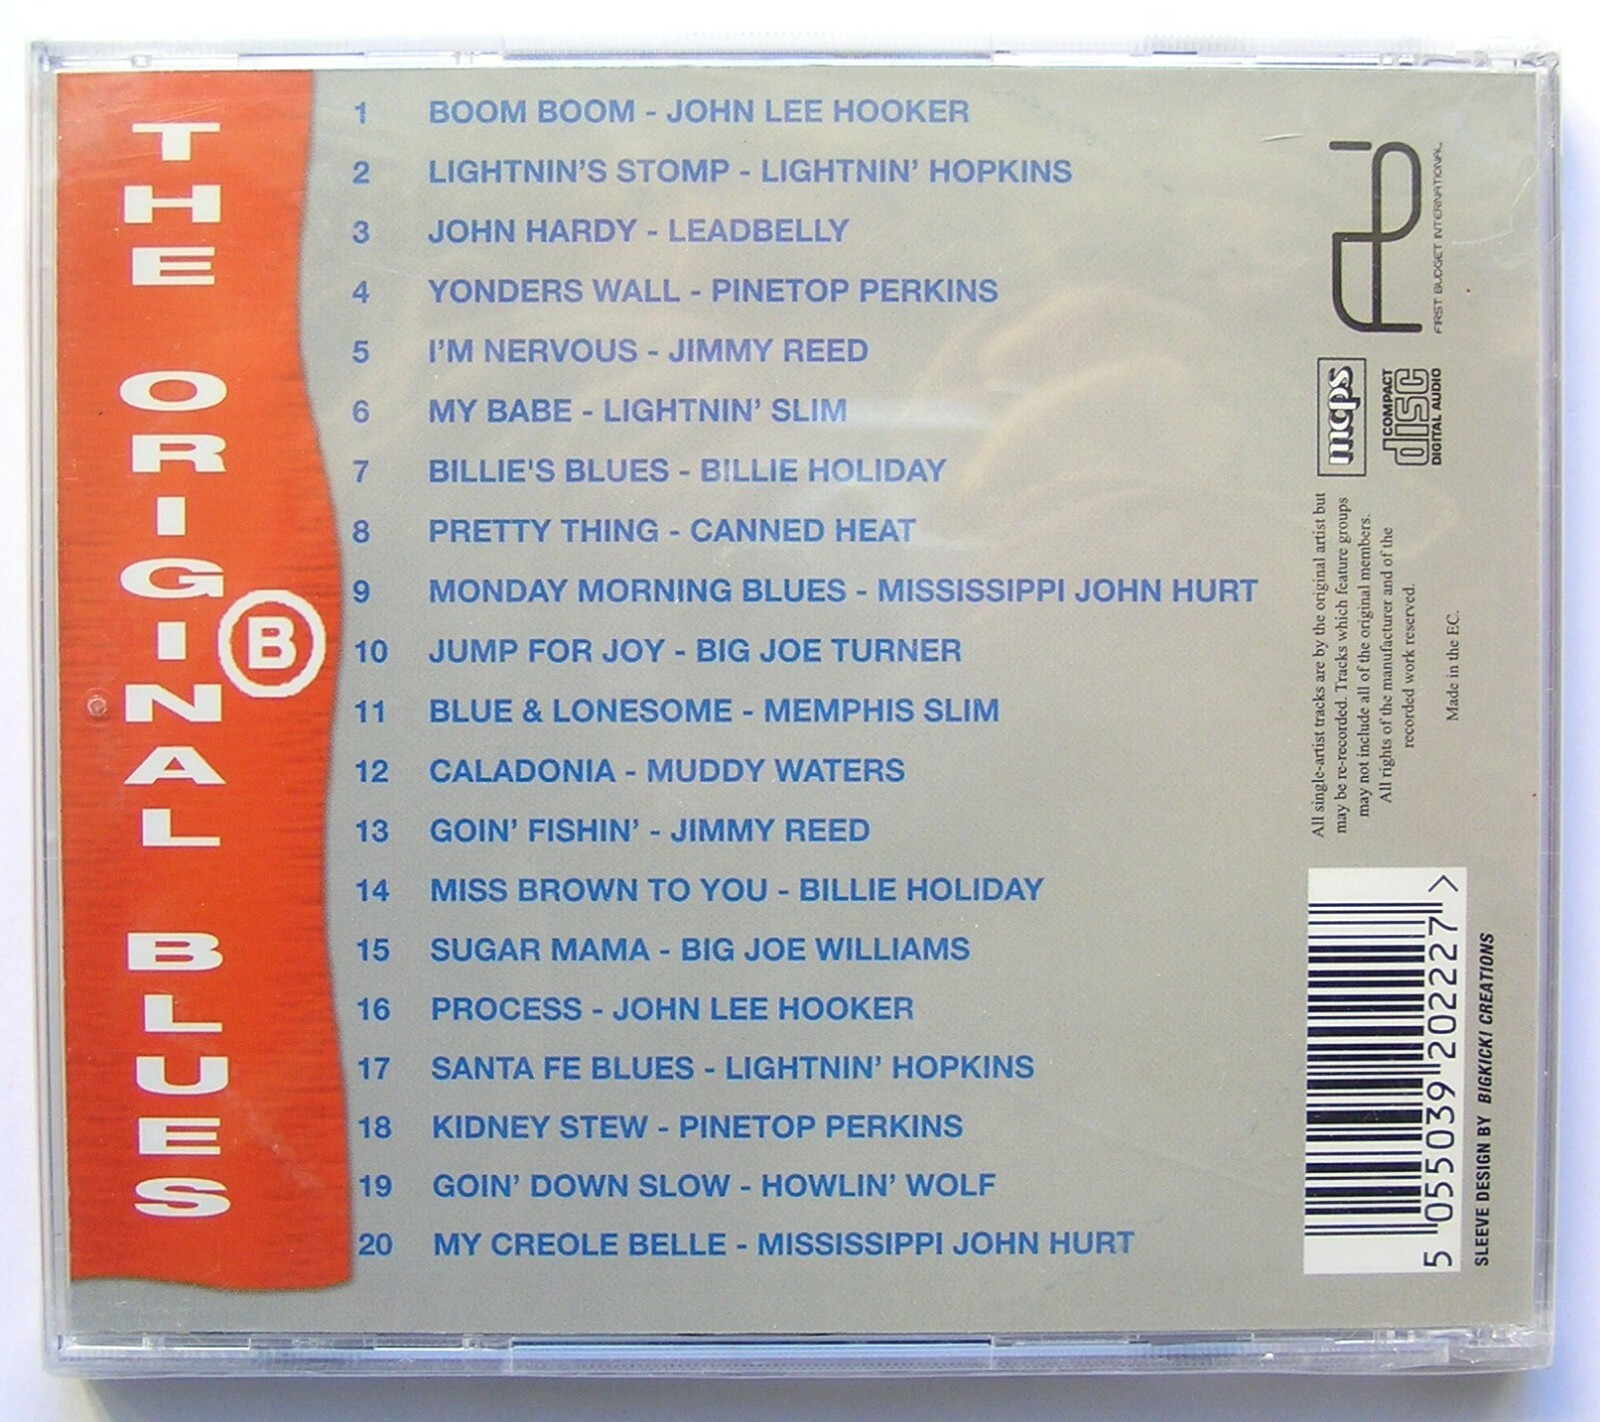 THE ORIGINAL BLUES
B
1 BOOM BOOM - JOHN LEE HOOKER
2 LIGHTNIN'S STOMP - LIGHTNIN' HOPKINS
3 JOHN HARDY - LEADBELLY
4 YONDERS WALL - PINETOP PERKINS
5 I'M NERVOUS - JIMMY REED
6 MY BABE - LIGHTNIN' SLIM
7 BILLIE'S BLUES - BILLIE HOLIDAY
8 PRETTY THING - CANNED HEAT
9 MONDAY MORNING BLUES - MISSISSIPPI JOHN HURT
10 JUMP FOR JOY - BIG JOE TURNER
11 BLUE & LONESOME - MEMPHIS SLIM
12 CALADONIA - MUDDY WATERS
13 GOIN' FISHIN' - JIMMY REED
14 MISS BROWN TO YOU - BILLIE HOLIDAY
15 SUGAR MAMA - BIG JOE WILLIAMS
16 PROCESS - JOHN LEE HOOKER
17 SANTA FE BLUES - LIGHTNIN' HOPKINS
18 KIDNEY STEW - PINETOP PERKINS
19 GOIN' DOWN SLOW - HOWLIN' WOLF
20 MY CREOLE BELLE - MISSISSIPPI JOHN HURT
fbi
FIRST BUDGET INTERNATIONAL
mcps
COMPACT
disc
DIGITAL AUDIO
All single-artist tracks are by the original artist but
may be re-recorded. Tracks which feature groups
may not include all of the original members.
All rights of the manufacturer and of the
recorded work reserved.
Made in the EC.
5 055039 202227 >
SLEEVE DESIGN BY BIGKICK! CREATIONS